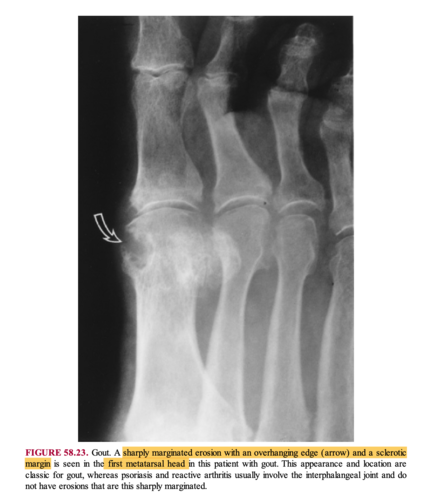 FIGURE 58.23. Gout. A sharply marginated erosion with an overhanging edge (arrow) and a sclerotic
margin is seen in the first metatarsal head in this patient with gout. This appearance and location are
classic for gout, whereas psoriasis and reactive arthritis usually involve the interphalangeal joint and do
not have erosions that are this sharply marginated.